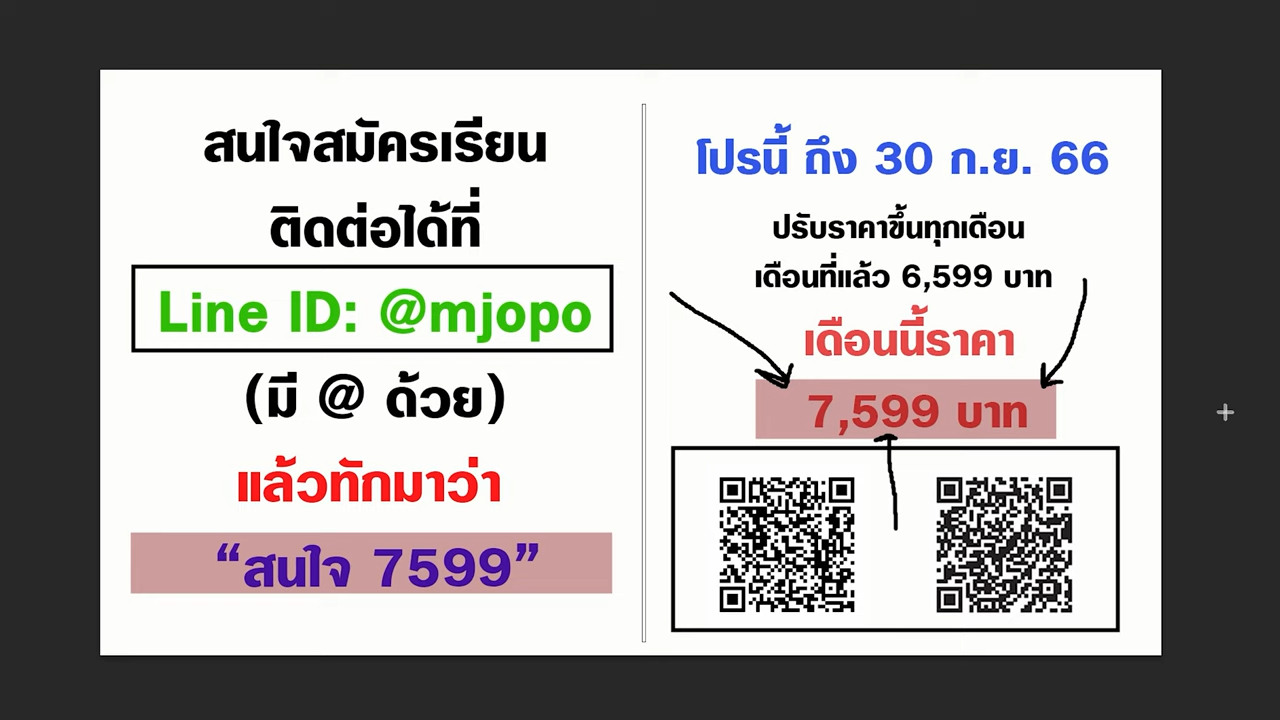 สนใจสมัครเรียน
ติดต่อได้ที่
Line ID: @mjopo
(มี @ ด้วย)
แล้วทักมาว่า
“สนใจ 7599”
โปรนี้ ถึง 30 ก.ย. 66
ปรับราคาขึ้นทุกเดือน
เดือนที่แล้ว 6,599 บาท
เดือนนี้ราคา
7,599 บาท